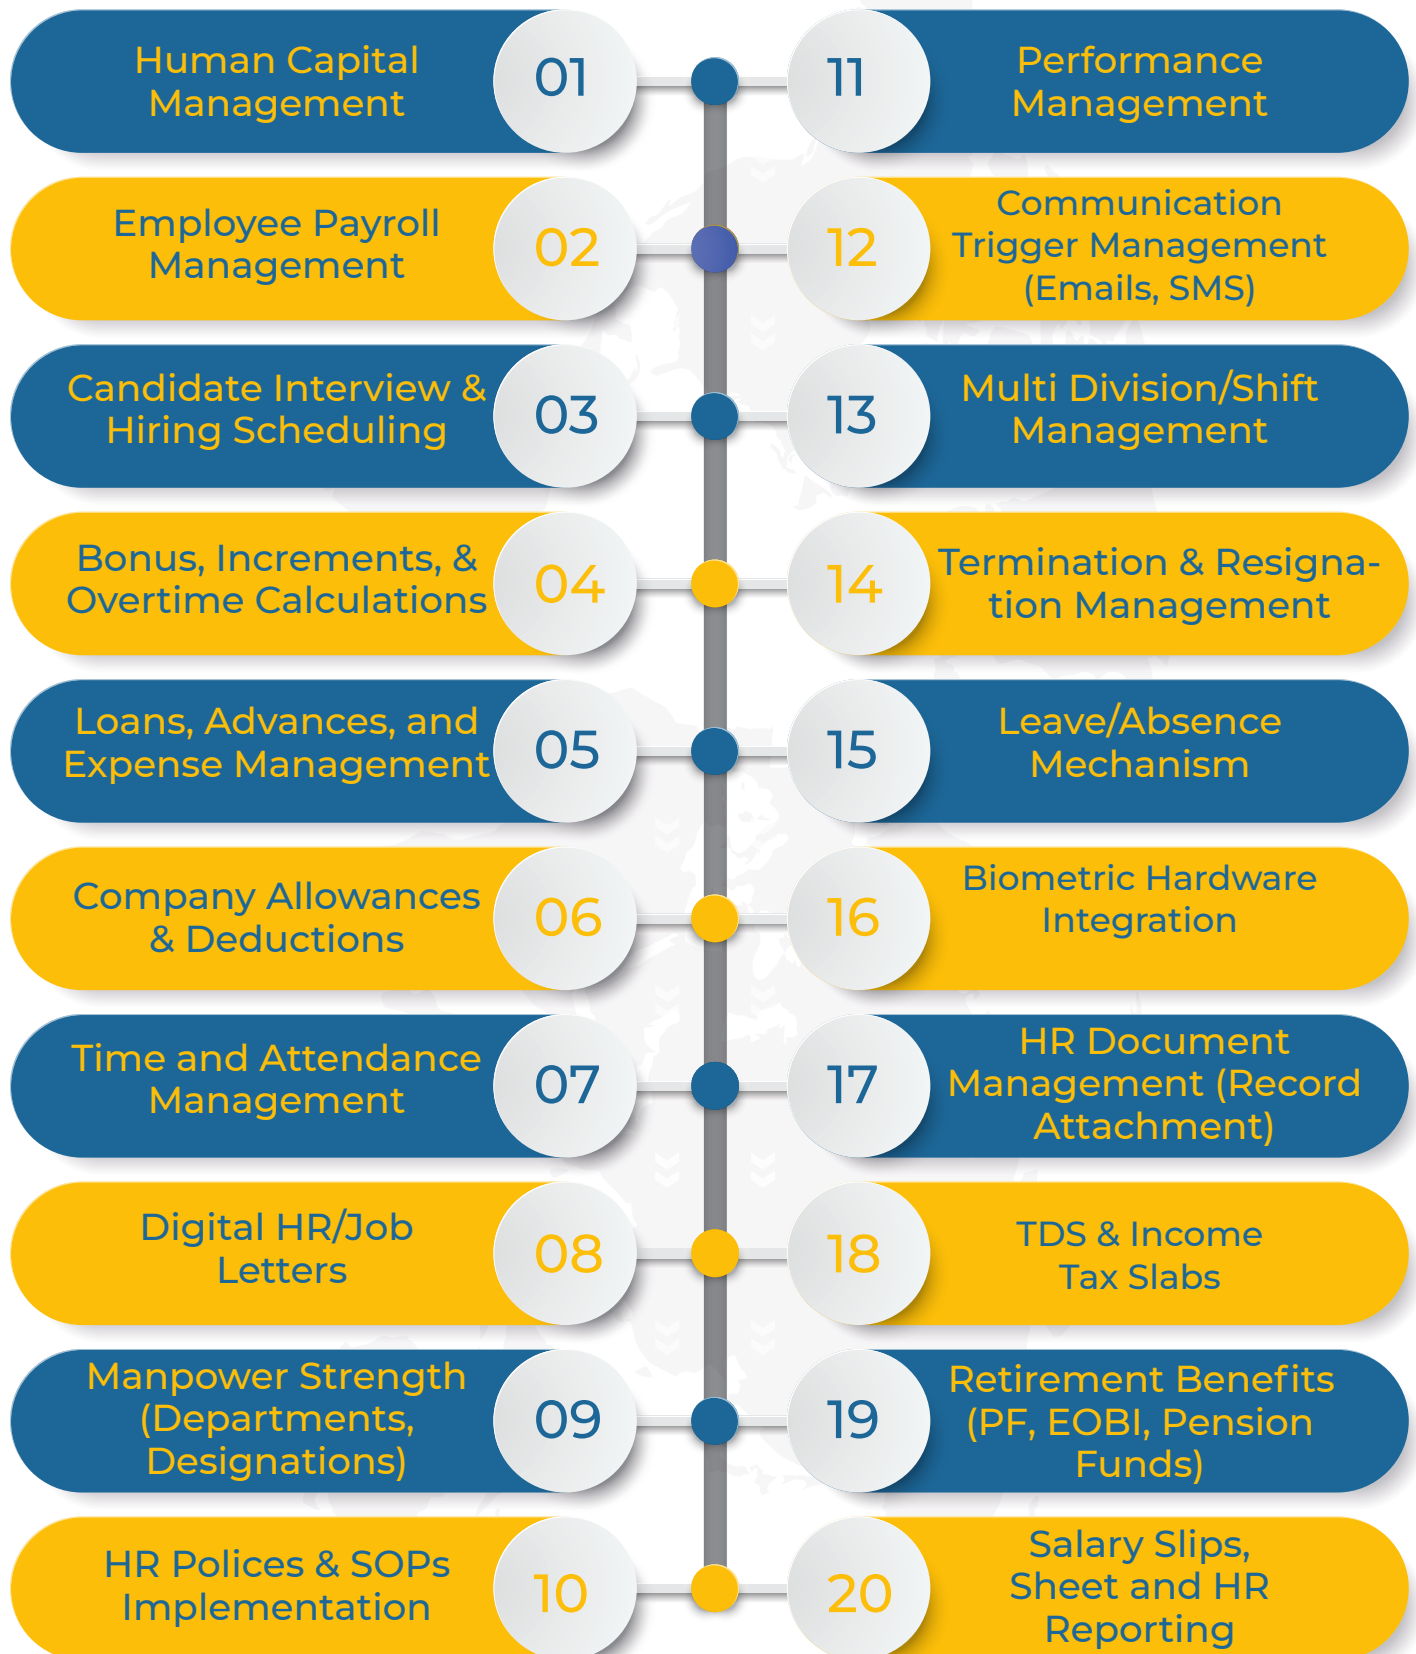 Human Capital
Management
01
Employee Payroll
Management
02
Candidate Interview &
Hiring Scheduling
03
Bonus, Increments, &
Overtime Calculations
04
Loans, Advances, and
Expense Management
05
Company Allowances
& Deductions
06
Time and Attendance
Management
07
Digital HR/Job
Letters
08
Manpower Strength
(Departments,
Designations)
09
HR Polices & SOPs
Implementation
10
11
Performance
Management
12
Communication
Trigger Management
(Emails, SMS)
13
Multi Division/Shift
Management
14
Termination & Resigna-
tion Management
15
Leave/Absence
Mechanism
16
Biometric Hardware
Integration
17
HR Document
Management (Record
Attachment)
18
TDS & Income
Tax Slabs
19
Retirement Benefits
(PF, EOBI, Pension
Funds)
20
Salary Slips,
Sheet and HR
Reporting